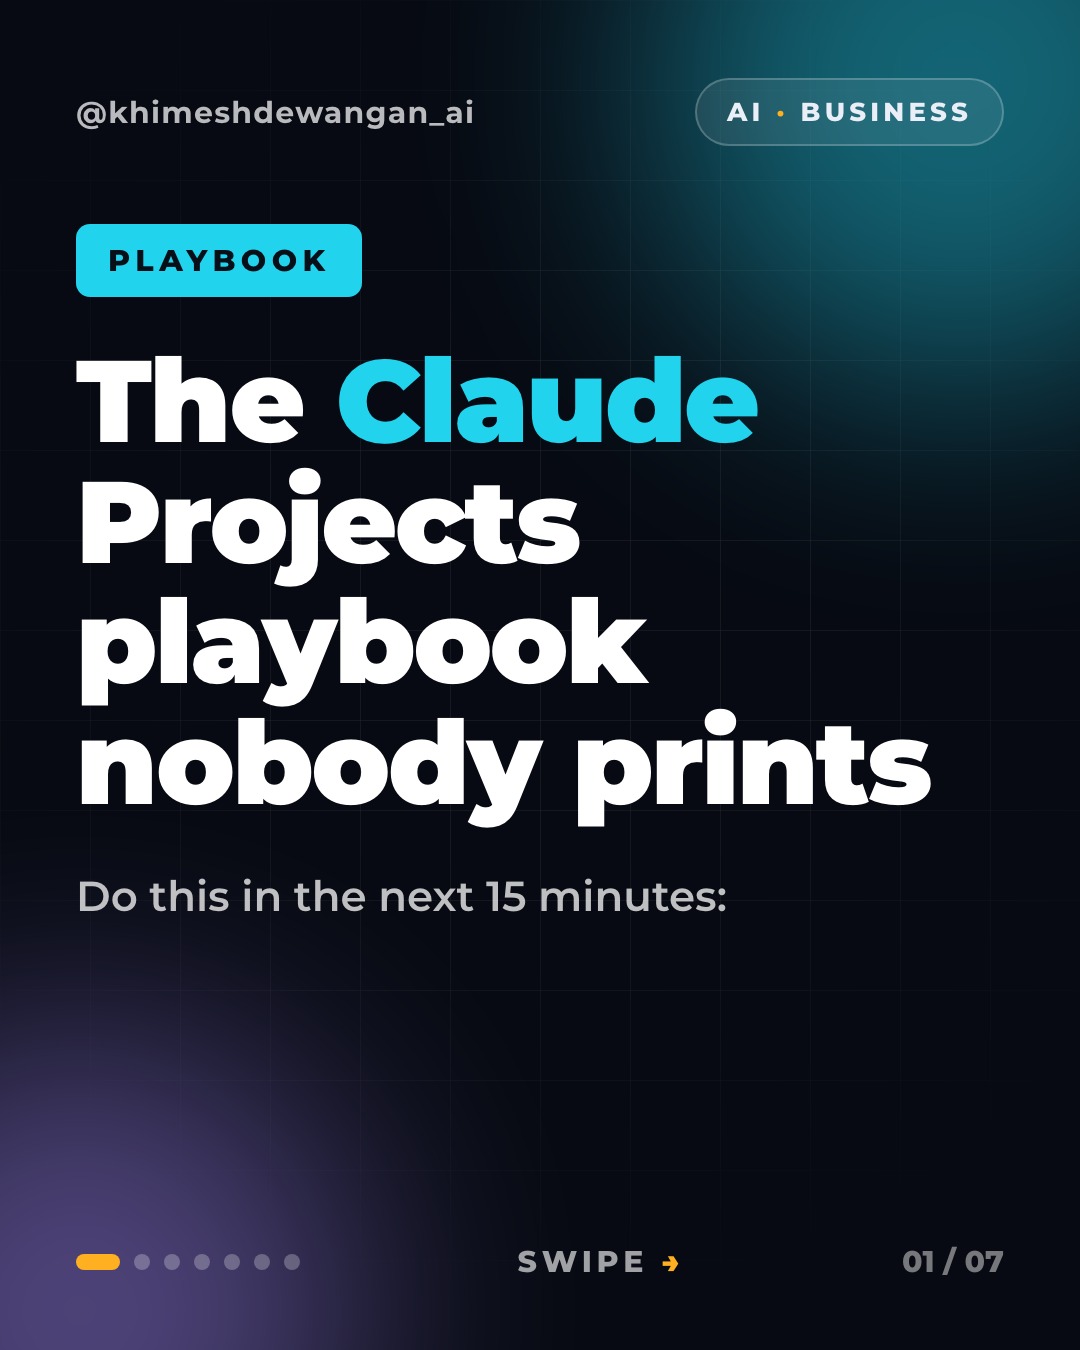 @khimeshdewangan_ai
AI · BUSINESS
PLAYBOOK
The Claude
Projects
playbook
nobody prints
Do this in the next 15 minutes:
SWIPE →
01 / 07